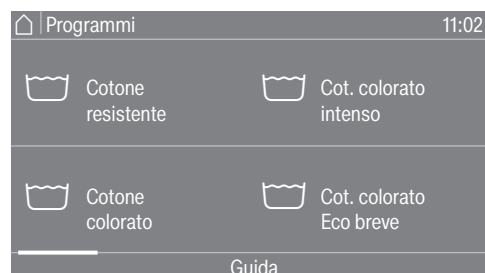 Programmi 11:02
Cotone
resistente
Cot. colorato
intenso
Cotone
colorato
Cot. colorato
Eco breve
Guida